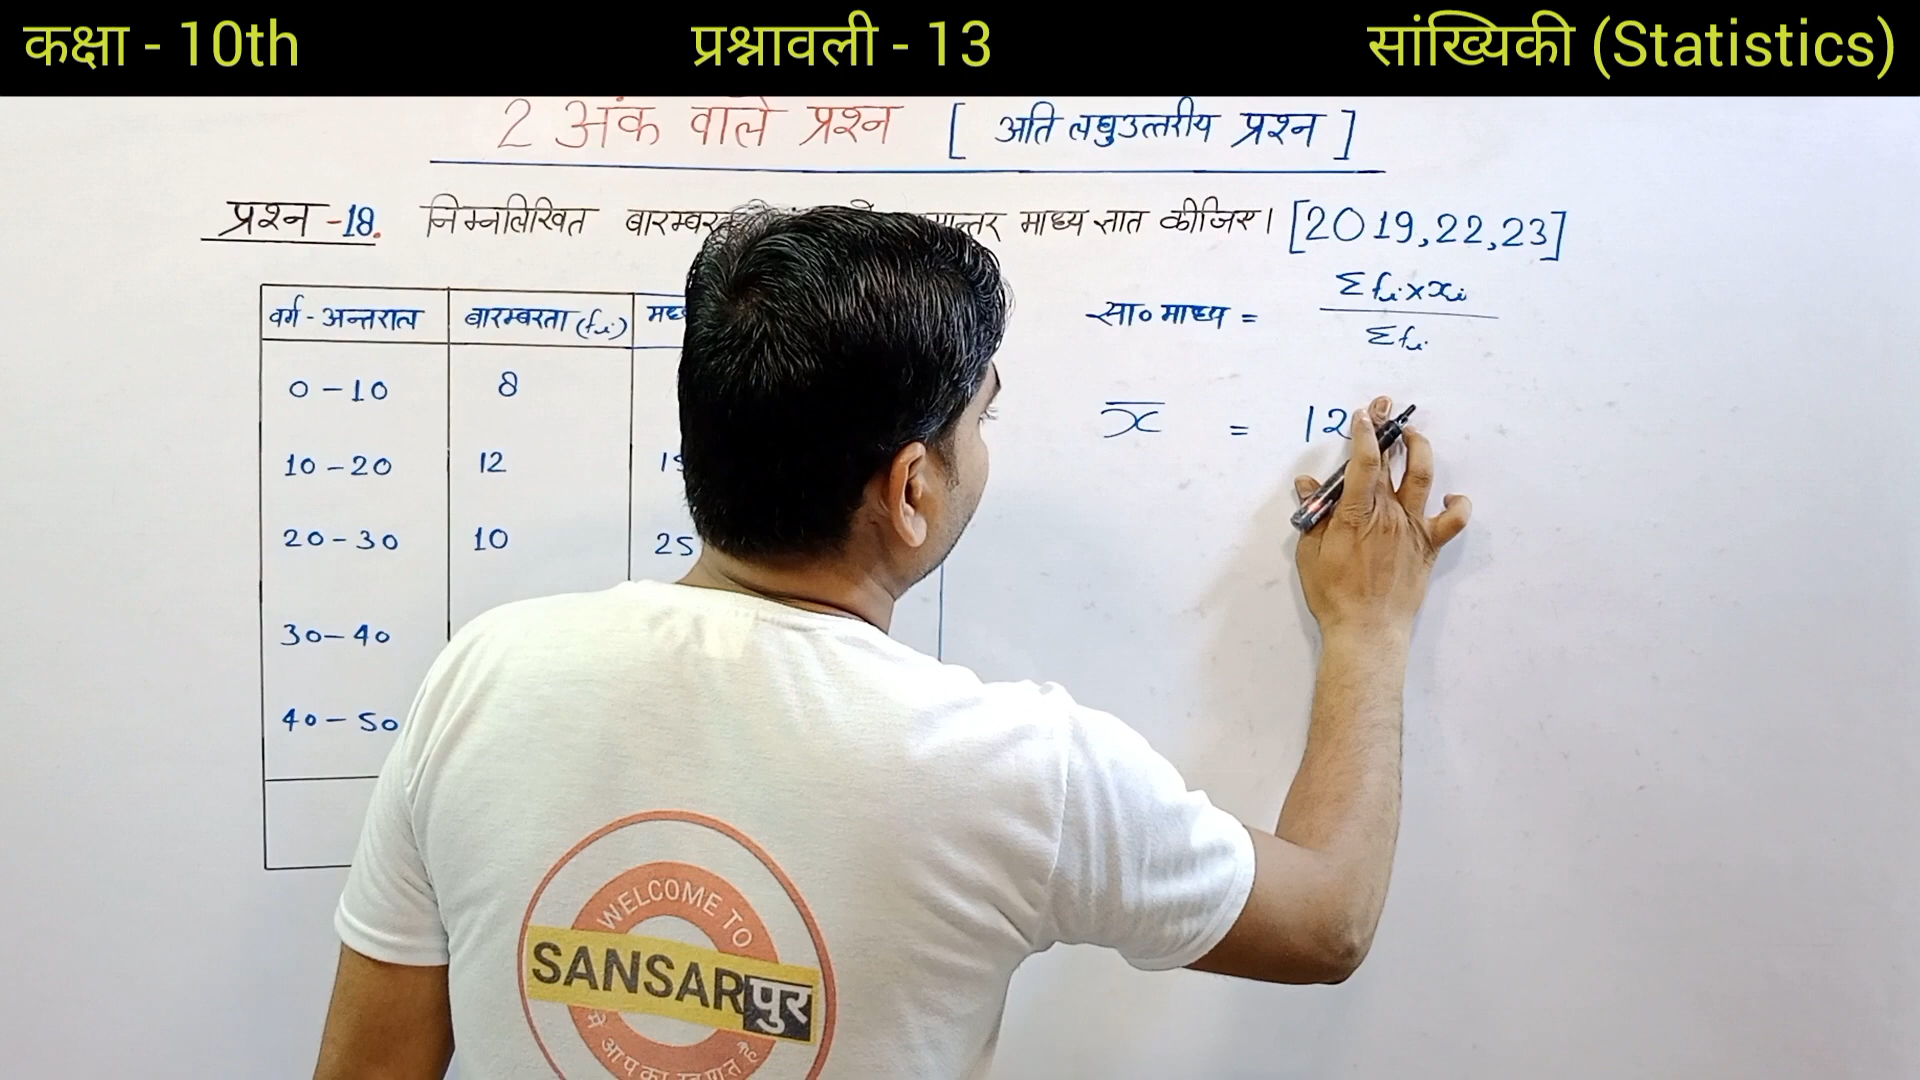 कक्षा - 10th प्रश्नावली - 13 सांख्यिकी (Statistics)
2 अंक वाले प्रश्न [ अति लघुउत्तरीय प्रश्न ]
प्रश्न -18. निम्नलिखित माध्य ज्ञात कीजिए। [2019,22,23]
वर्ग - अन्तराल बारम्बरता (fi)
0 - 10 8
10 - 20 12
20 - 30 10 25
30 - 40
40 - 50
सा० माध्य = Σfi×xi / Σfi
x̄ = 12
WELCOME TO
SANSARपुर
में आपका